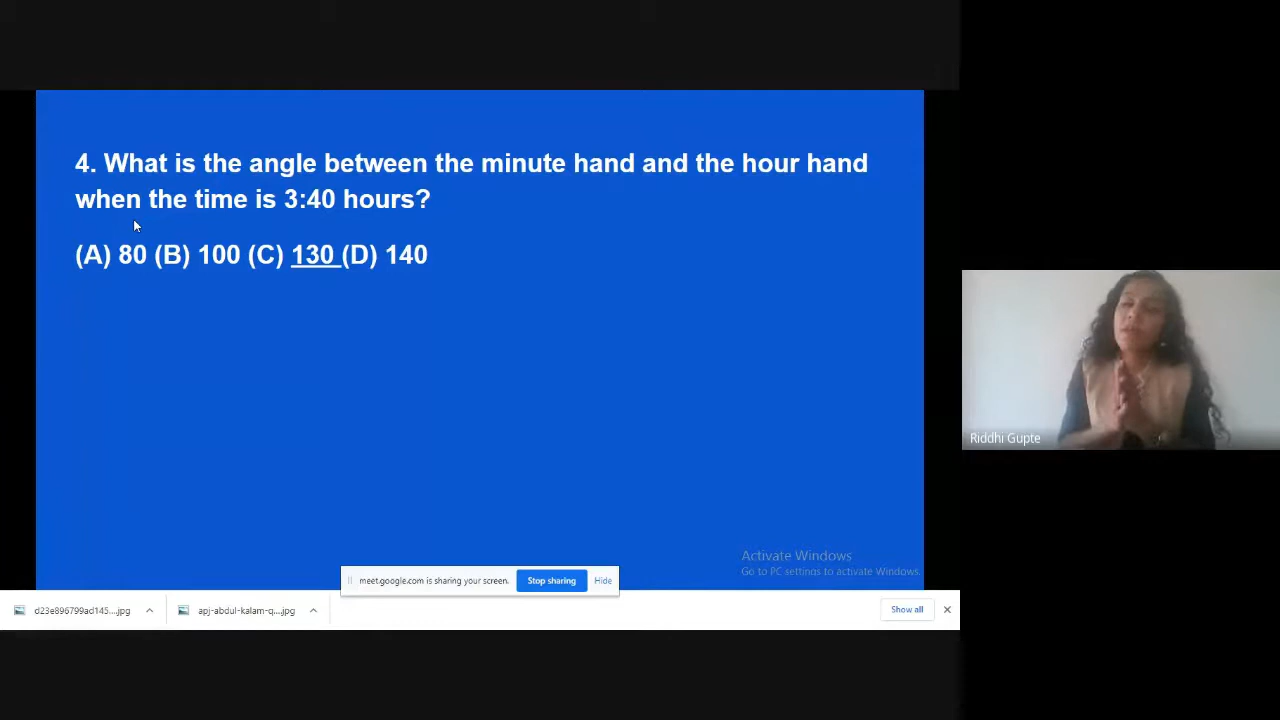 4. What is the angle between the minute hand and the hour hand
when the time is 3:40 hours?
(A) 80 (B) 100 (C) 130 (D) 140
Riddhi Gupte
Activate Windows
Go to PC settings to activate Windows.
meet.google.com is sharing your screen. Stop sharing Hide
d23e896799ad145....jpg apj-abdul-kalam-q....jpg Show all